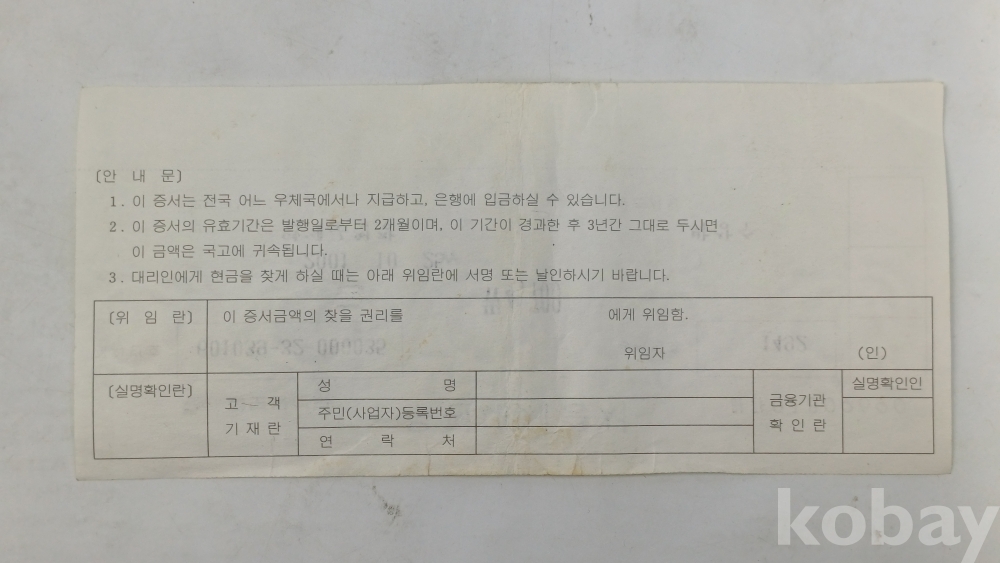 (안 내 문)
1. 이 증서는 전국 어느 우체국에서나 지급하고, 은행에 입금하실 수 있습니다.
2. 이 증서의 유효기간은 발행일로부터 2개월이며, 이 기간이 경과한 후 3년간 그대로 두시면
이 금액은 국고에 귀속됩니다.
3. 대리인에게 현금을 찾게 하실 때는 아래 위임란에 서명 또는 날인하시기 바랍니다.
(위 임 란) 이 증서금액의 찾을 권리를 에게 위임함.
위임자 (인)
(실명확인란) 고 객 기 재 란
성 명
주민(사업자)등록번호
연 락 처
금융기관 확 인 란
실명확인인
kobay